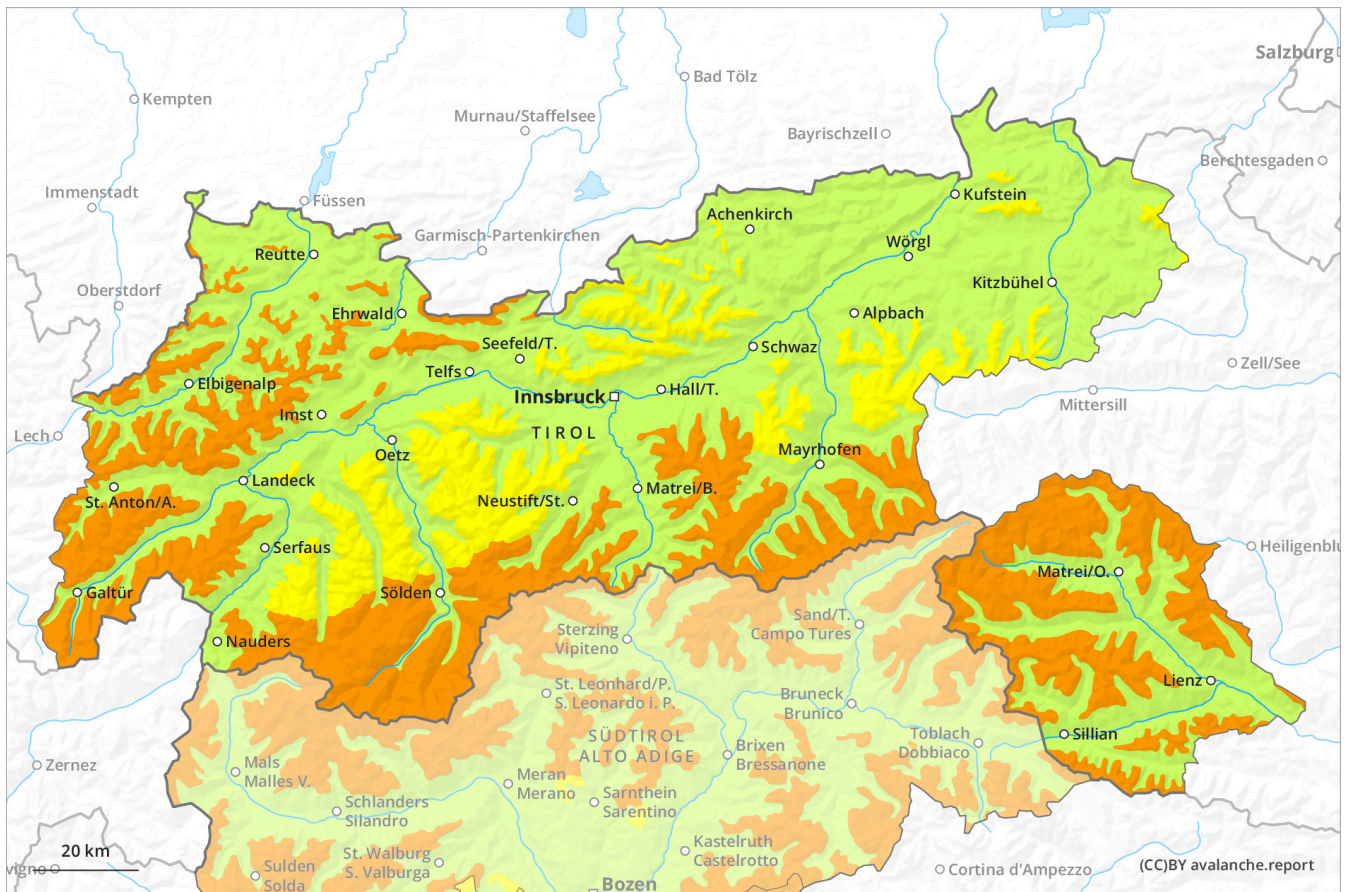 Salzburg
Bad Tölz
Kempten
Murnau/Staffelsee
Bayrischzell
Berchtesgaden
Immenstadt
Füssen
Kufstein
Achenkirch
Garmisch-Partenkirchen
Wörgl
Reutte
Oberstdorf
Kitzbühel
Ehrwald
Alpbach
Seefeld/T.
Schwaz
Zell/See
Telfs
Elbigenalp
Hall/T.
Innsbruck
Mittersill
Imst
TIROL
Lech
Oetz
Mayrhofen
Landeck
Matrei/B.
St. Anton/A.
Neustift/St.
Serfaus
Heiligenblu
Matrei/O.
Galtür
Sölden
Sand/T.
Campo Tures
Sterzing
Vipiteno
Nauders
Lienz
St. Leonhard/P.
S. Leonardo i. P.
Bruneck
Brunico
Sillian
SÜDTIROL
ALTO ADIGE
Toblach
Dobbiaco
Brixen
Bressanone
Zernez
Mals
Malles V.
Meran
Merano
Sarnthein
Sarentino
Schlanders
Silandro
Kastelruth
Castelrotto
20 km
St. Walburg
S. Valburga
vigno
Sulden
Solda
Cortina d'Ampezzo
(CC)BY avalanche.report
Bozen